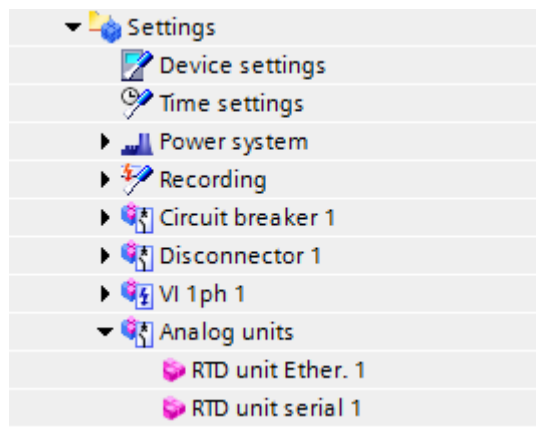 Settings
Device settings
Time settings
Power system
Recording
Circuit breaker 1
Disconnector 1
VI 1ph 1
Analog units
RTD unit Ether. 1
RTD unit serial 1